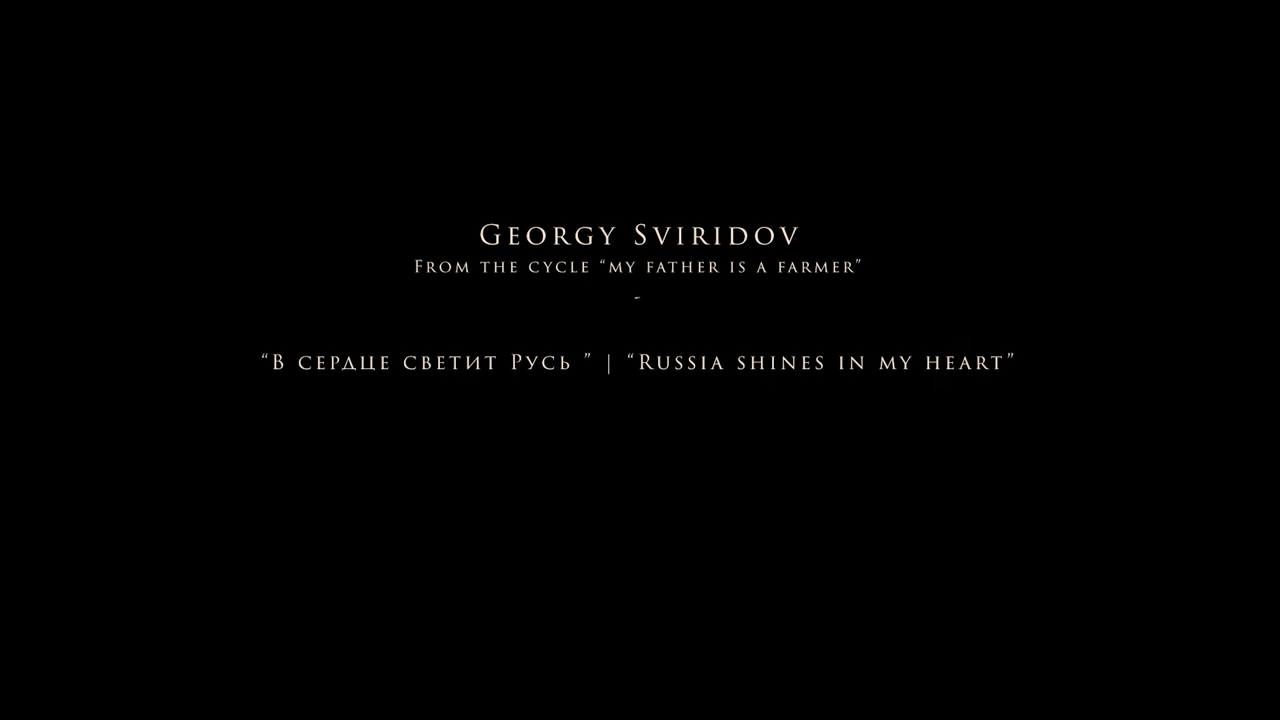 Georgy Sviridov
From the cycle “my father is a farmer”
-
“В сердце светит Русь ” | “Russia shines in my heart”